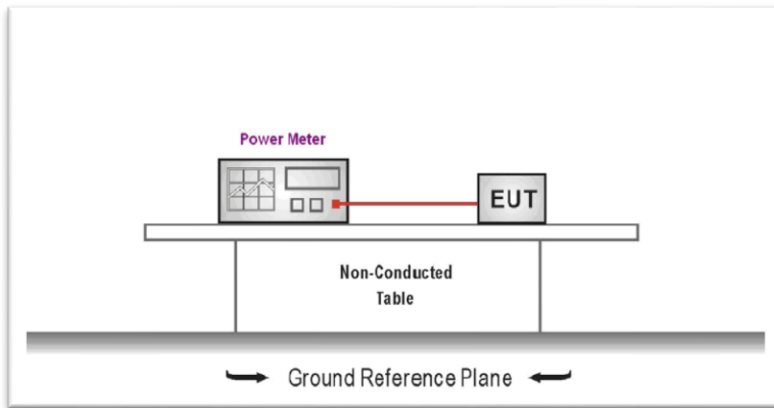 Power Meter
EUT
Non-Conducted
Table
Ground Reference Plane